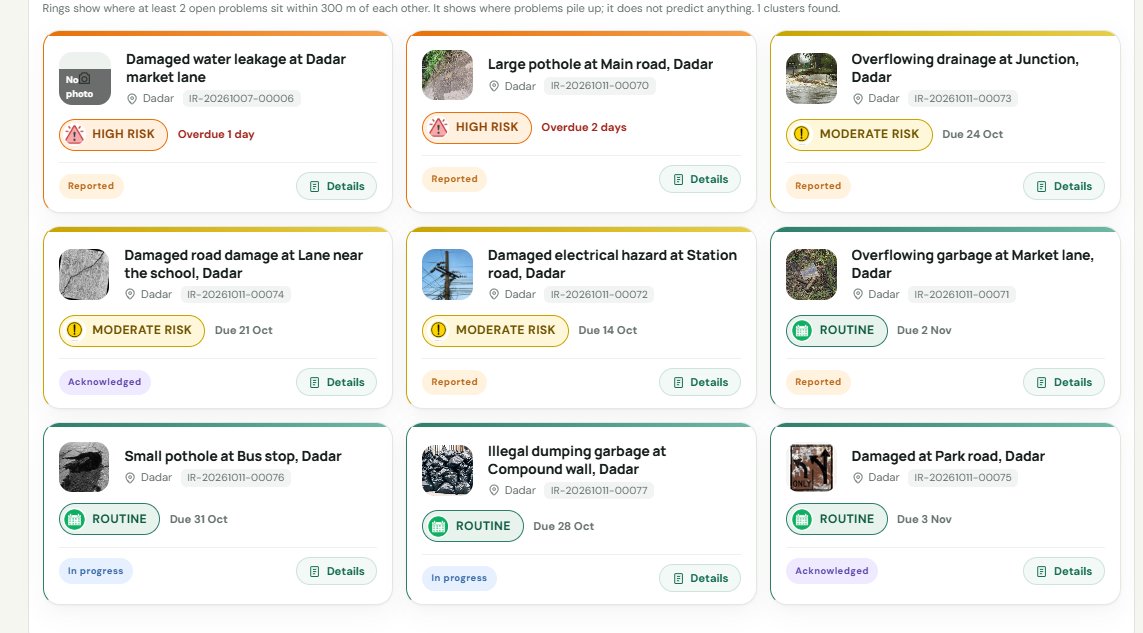 Rings show where at least 2 open problems sit within 300 m of each other. It shows where problems pile up; it does not predict anything. 1 clusters found.
No photo
Damaged water leakage at Dadar market lane
Dadar IR-20261007-00006
HIGH RISK Overdue 1 day
Reported Details
Large pothole at Main road, Dadar
Dadar IR-20261011-00070
HIGH RISK Overdue 2 days
Reported Details
Overflowing drainage at Junction, Dadar
Dadar IR-20261011-00073
MODERATE RISK Due 24 Oct
Reported Details
Damaged road damage at Lane near the school, Dadar
Dadar IR-20261011-00074
MODERATE RISK Due 21 Oct
Acknowledged Details
Damaged electrical hazard at Station road, Dadar
Dadar IR-20261011-00072
MODERATE RISK Due 14 Oct
Reported Details
Overflowing garbage at Market lane, Dadar
Dadar IR-20261011-00071
ROUTINE Due 2 Nov
Reported Details
Small pothole at Bus stop, Dadar
Dadar IR-20261011-00076
ROUTINE Due 31 Oct
In progress Details
Illegal dumping garbage at Compound wall, Dadar
Dadar IR-20261011-00077
ROUTINE Due 28 Oct
In progress Details
ONLY
Damaged at Park road, Dadar
Dadar IR-20261011-00075
ROUTINE Due 3 Nov
Acknowledged Details